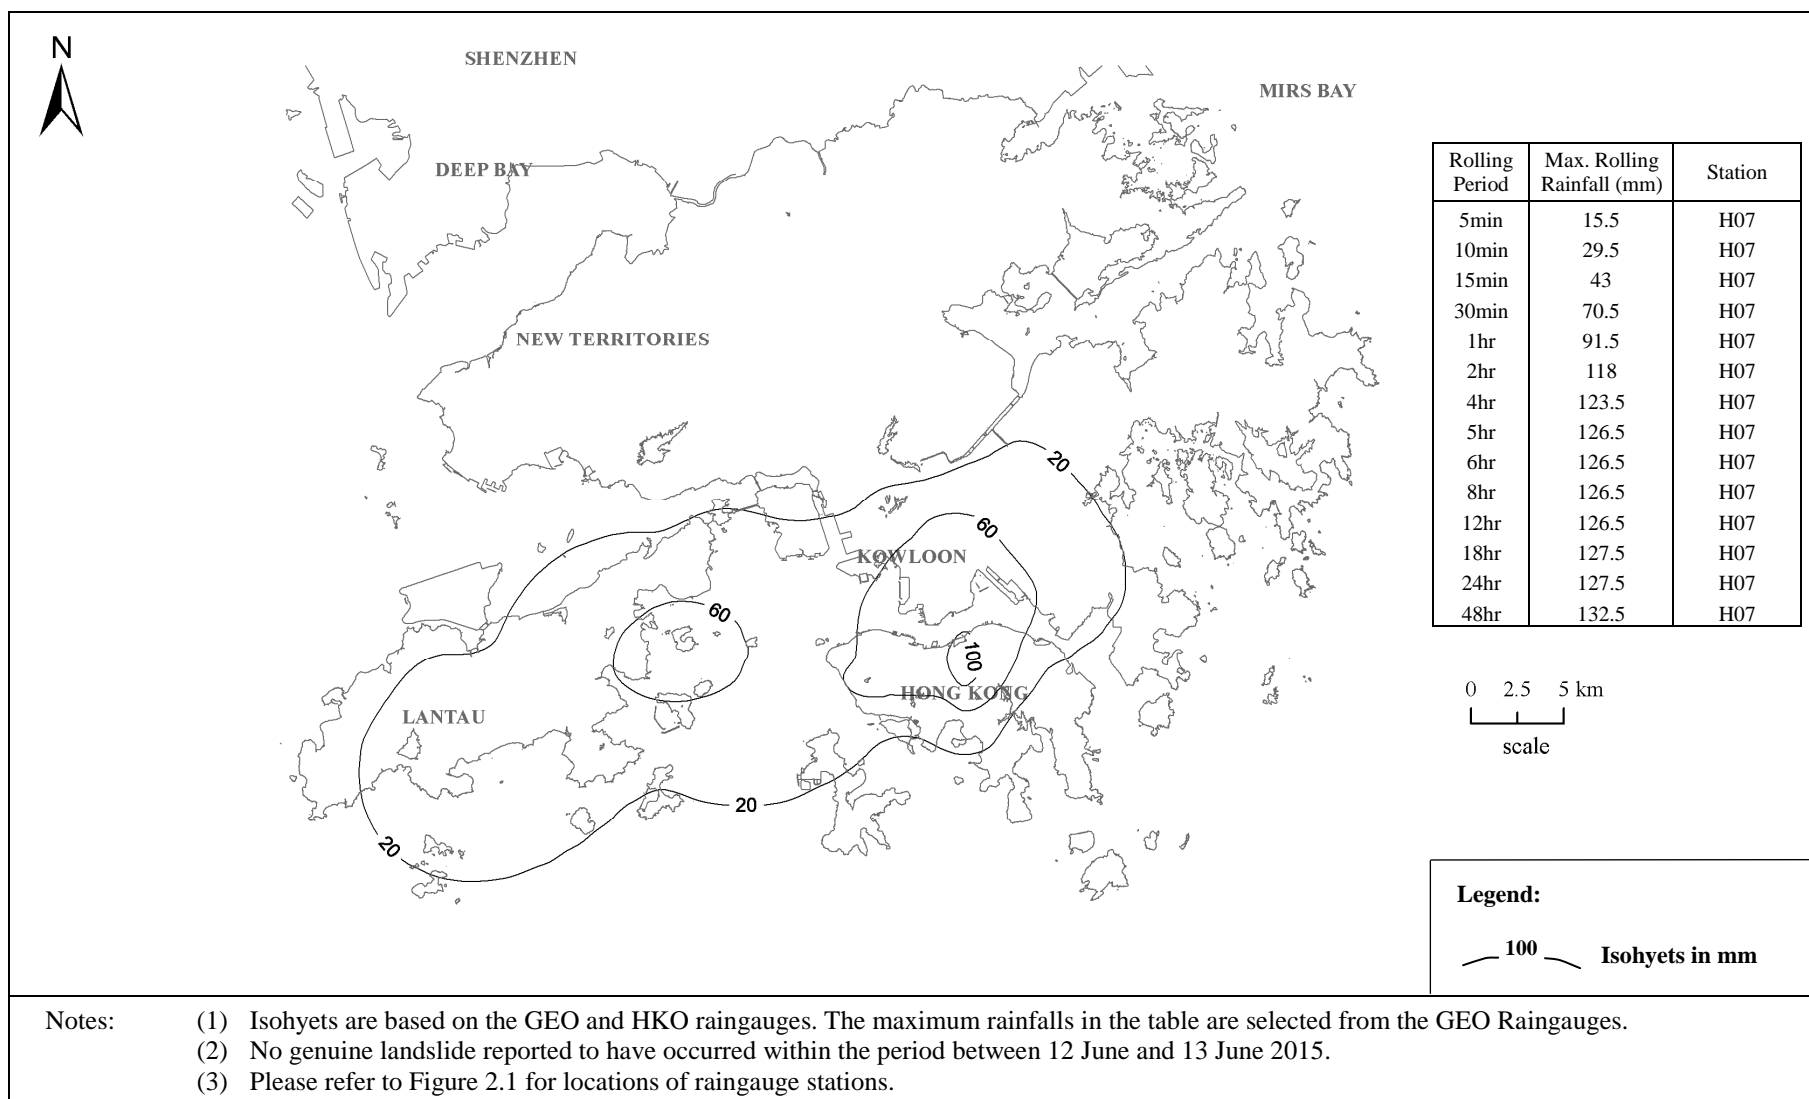 N
SHENZHEN
MIRS BAY
DEEP BAY
NEW TERRITORIES
20
60
KOWLOON
60
100
HONG KONG
LANTAU
20
20
Rolling Period Max. Rolling Rainfall (mm) Station
5min 15.5 H07
10min 29.5 H07
15min 43 H07
30min 70.5 H07
1hr 91.5 H07
2hr 118 H07
4hr 123.5 H07
5hr 126.5 H07
6hr 126.5 H07
8hr 126.5 H07
12hr 126.5 H07
18hr 127.5 H07
24hr 127.5 H07
48hr 132.5 H07
0 2.5 5 km
scale
Legend:
100 Isohyets in mm
Notes: (1) Isohyets are based on the GEO and HKO raingauges. The maximum rainfalls in the table are selected from the GEO Raingauges.
(2) No genuine landslide reported to have occurred within the period between 12 June and 13 June 2015.
(3) Please refer to Figure 2.1 for locations of raingauge stations.